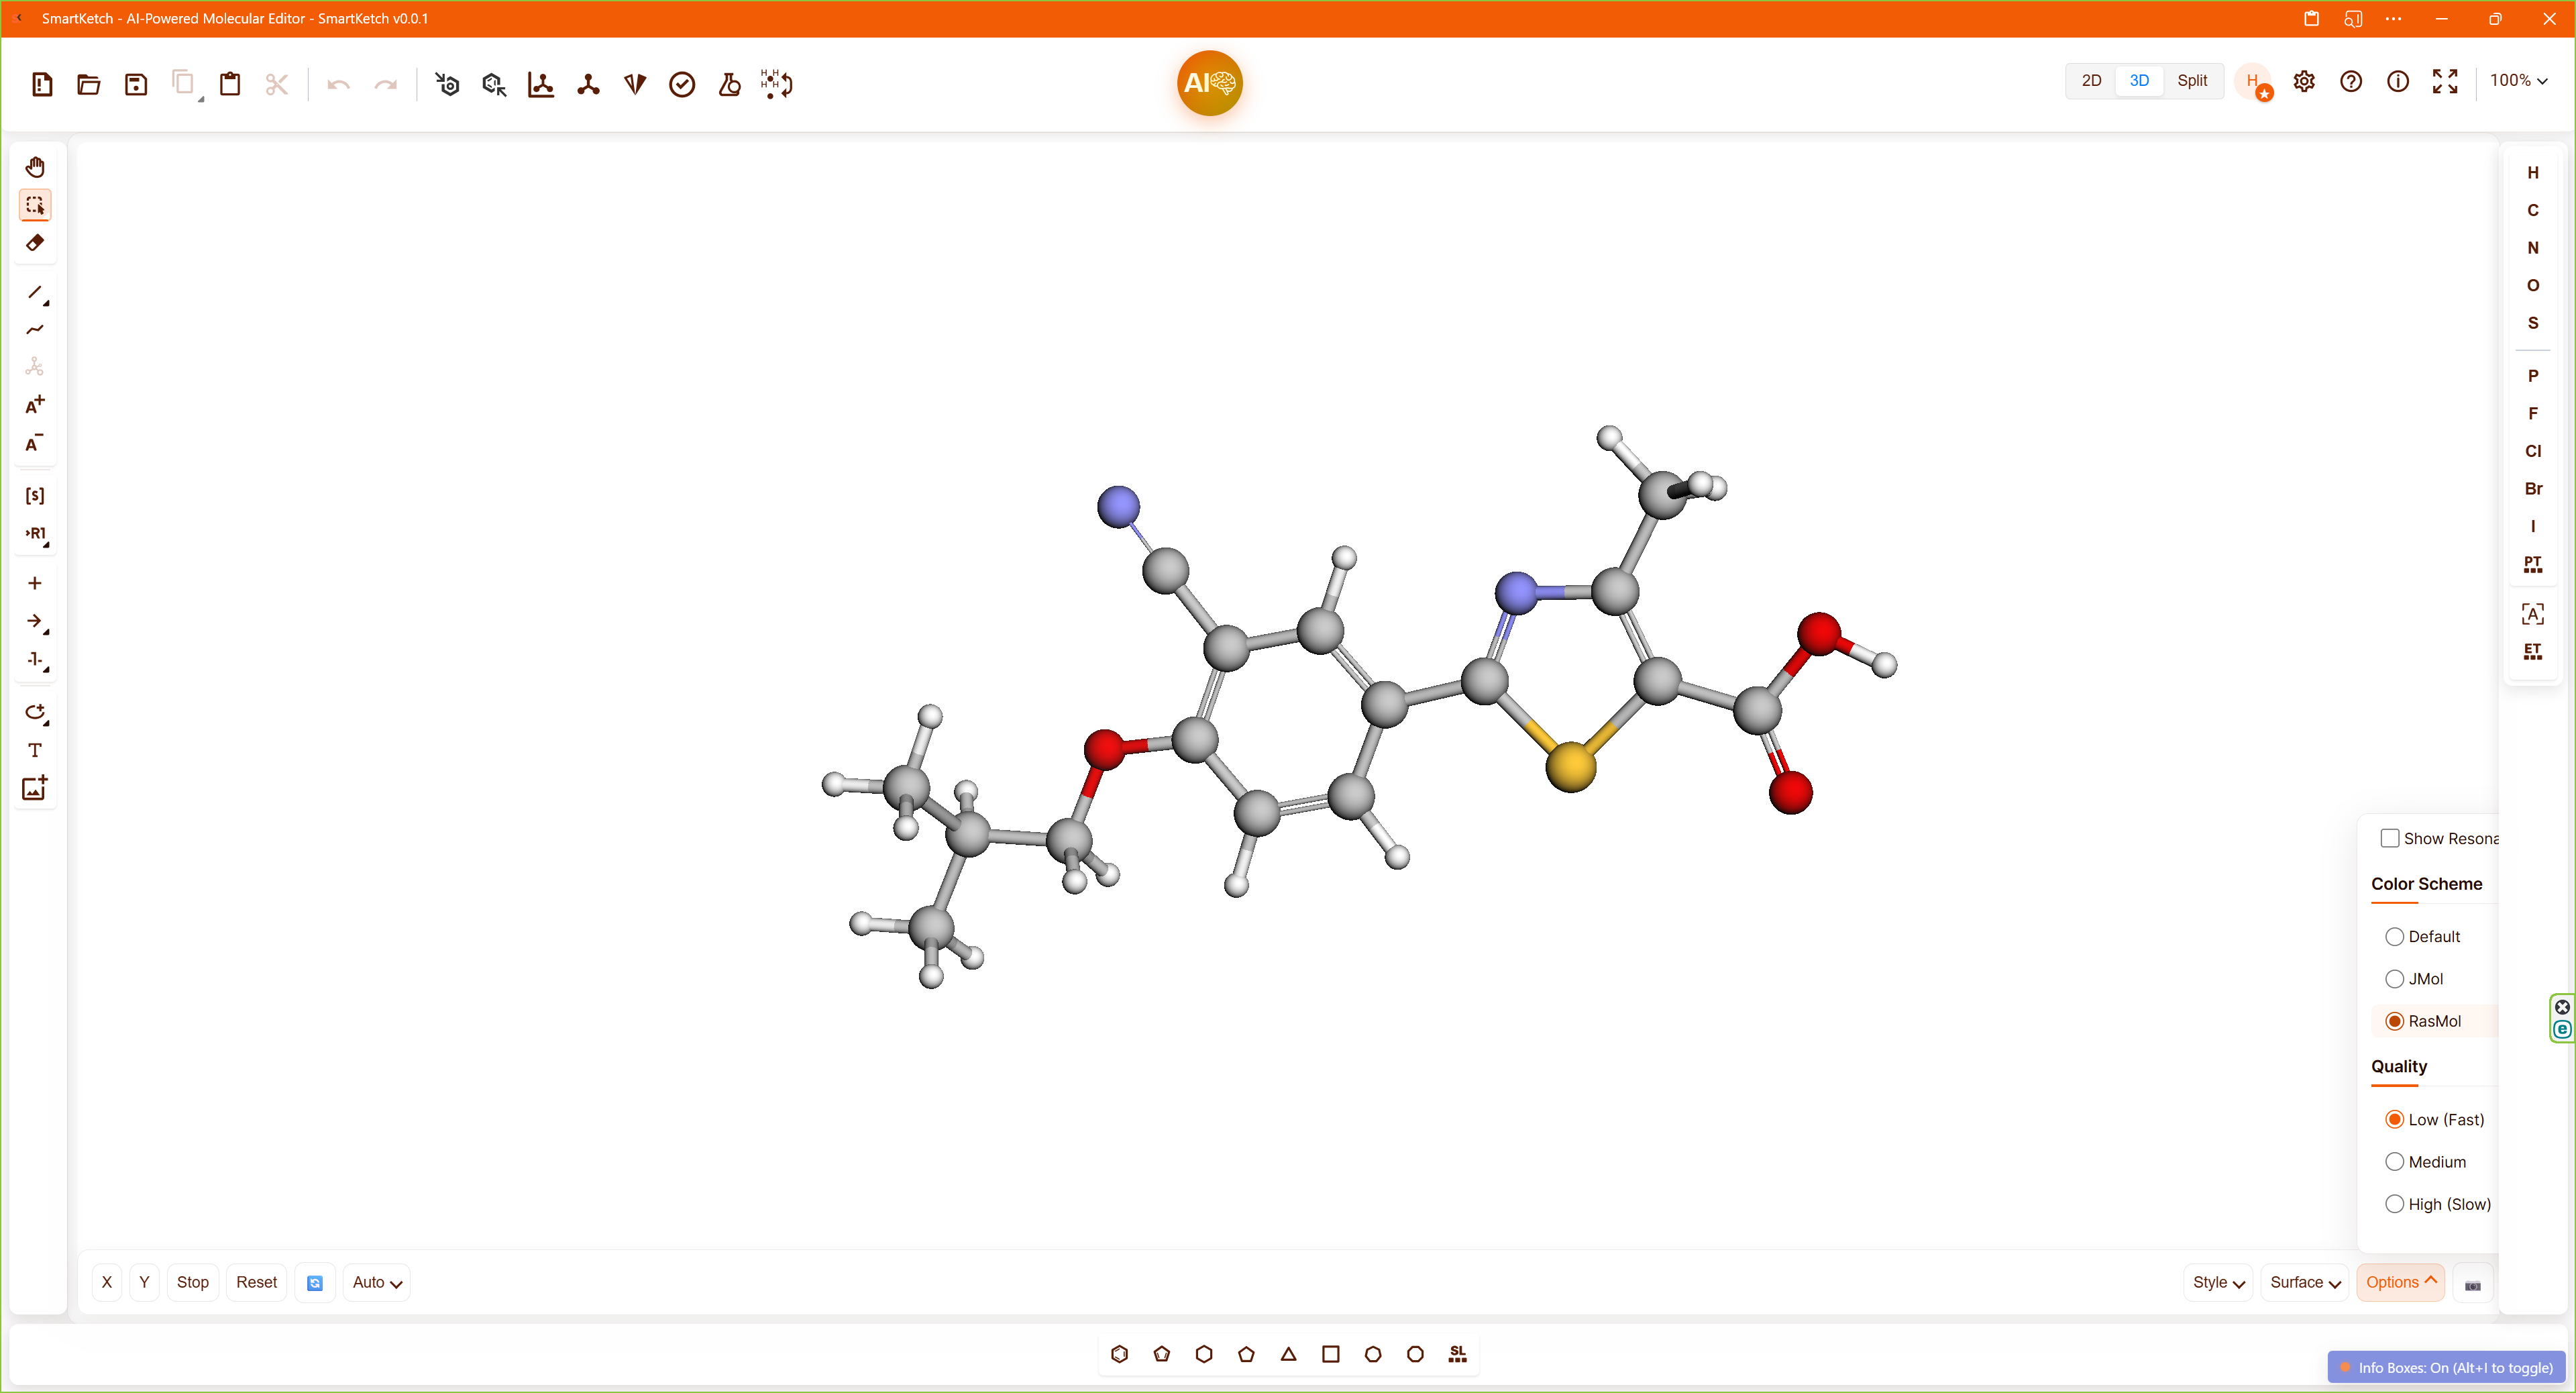 SmartKetch - AI-Powered Molecular Editor - SmartKetch v0.0.1
H H
H H
AI
2D 3D Split
H
100%
A+
A-
[s]
R1
-1-
T
H
C
N
O
S
P
F
Cl
Br
I
PT
[A]
ET
Show Resona
Color Scheme
Default
JMol
RasMol
Quality
Low (Fast)
Medium
High (Slow)
e
X Y Stop Reset Auto
Style Surface Options
SL
Info Boxes: On (Alt+I to toggle)